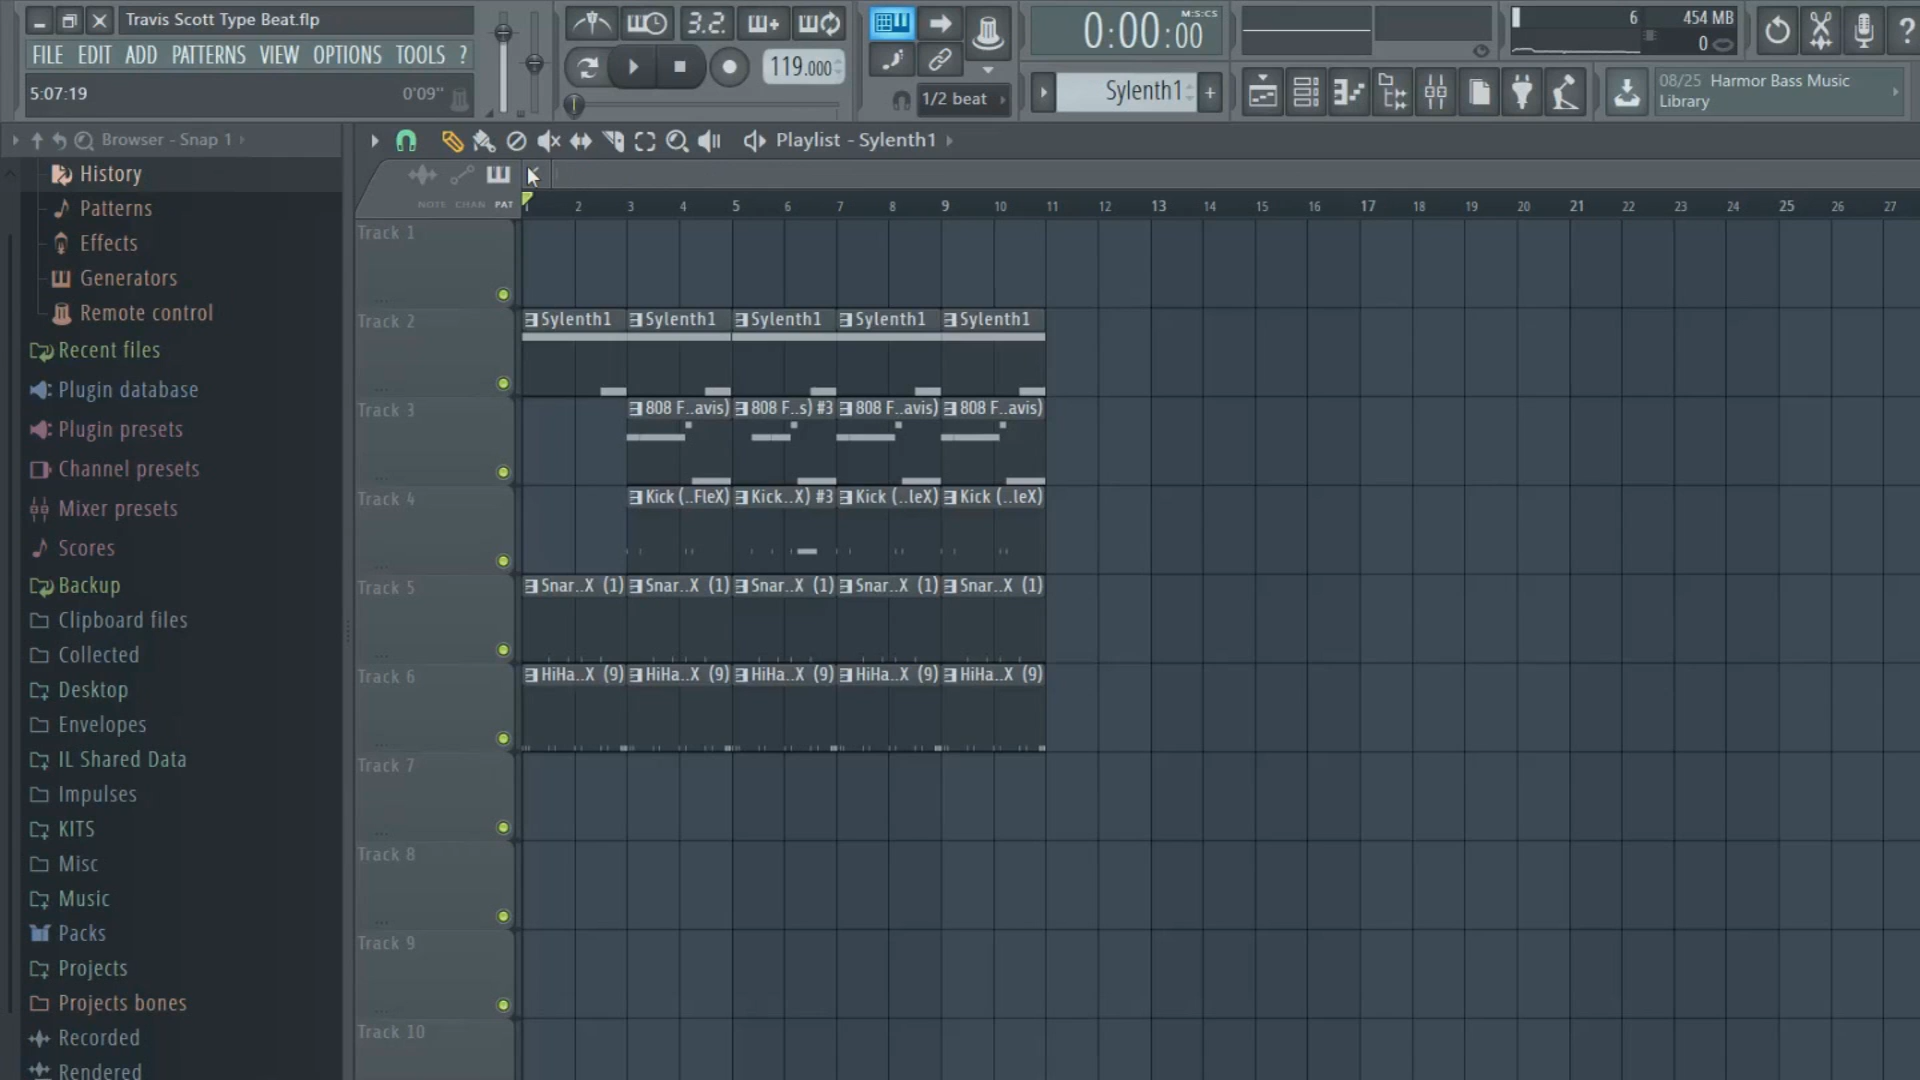 Travis Scott Type Beat.flp
FILE EDIT ADD PATTERNS VIEW OPTIONS TOOLS ?
5:07:19 0'09"
3.2.
119.000
1/2 beat
0:00:00
M:S:CS
Sylenth1
6 454 MB
0
?
08/25 Harmor Bass Music
Library
Browser - Snap 1
Playlist - Sylenth1
NOTE CHAN PAT
1 2 3 4 5 6 7 8 9 10 11 12 13 14 15 16 17 18 19 20 21 22 23 24 25 26 27
History
Patterns
Effects
Generators
Remote control
Recent files
Plugin database
Plugin presets
Channel presets
Mixer presets
Scores
Backup
Clipboard files
Collected
Desktop
Envelopes
IL Shared Data
Impulses
KITS
Misc
Music
Packs
Projects
Projects bones
Recorded
Rendered
Track 1
Track 2
Sylenth1 Sylenth1 Sylenth1 Sylenth1 Sylenth1
Track 3
808 F..avis) 808 F..s) #3 808 F..avis) 808 F..avis)
Track 4
Kick (..FleX) Kick..X) #3 Kick (..leX) Kick (..leX)
Track 5
Snar..X (1) Snar..X (1) Snar..X (1) Snar..X (1) Snar..X (1)
Track 6
HiHa..X (9) HiHa..X (9) HiHa..X (9) HiHa..X (9) HiHa..X (9)
Track 7
Track 8
Track 9
Track 10